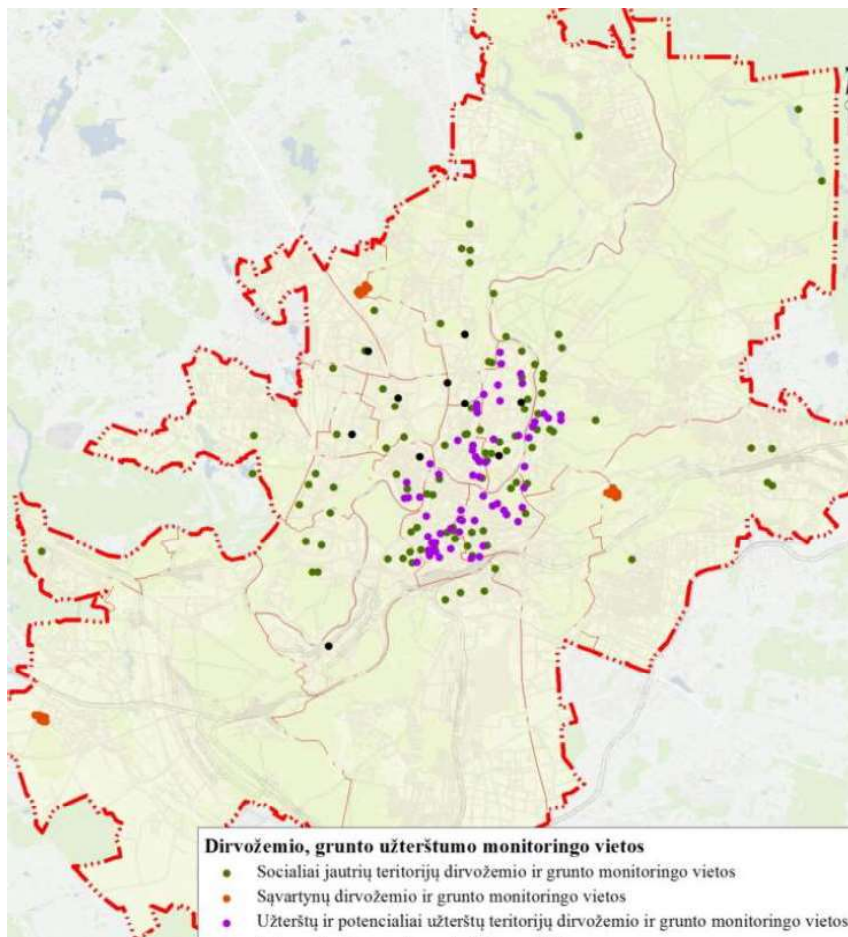 Dirvožemio, grunto užterštumo monitoringo vietos
Socialiai jautrių teritorijų dirvožemio ir grunto monitoringo vietos
Sąvartynų dirvožemio ir grunto monitoringo vietos
Užterštų ir potencialiai užterštų teritorijų dirvožemio ir grunto monitoringo vietos